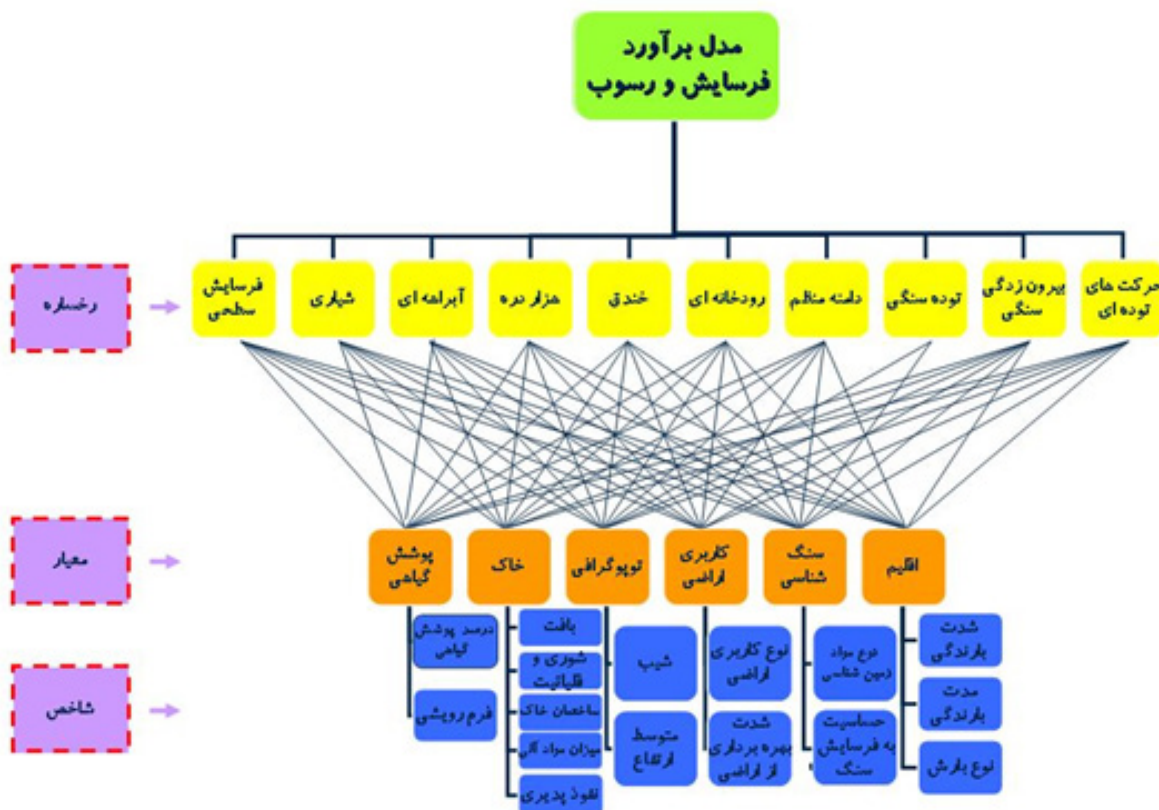 مدل برآورد
فرسایش و رسوب
رخساره
حرکت های
توده ای
بیرون زدگی
سنگی
توده سنگی
دامنه منظم
رودخانه ای
خندق
هزار دره
آبراهه ای
شیاری
فرسایش
سطحی
معیار
اقلیم
سنگ
شناسی
کاربری
اراضی
توپوگرافی
خاک
پوشش
گیاهی
شاخص
شدت
بارندگی
مدت
بارندگی
نوع بارش
نوع مواد
زمین شناسی
حساسیت
به فرسایش
سنگ
نوع کاربری
اراضی
شدت
بهره برداری
از اراضی
شیب
متوسط
ارتفاع
بافت
شوری و
قلیائیت
ساختمان خاک
میزان مواد آلی
نفوذ پذیری
درصد پوشش
گیاهی
فرم رویشی